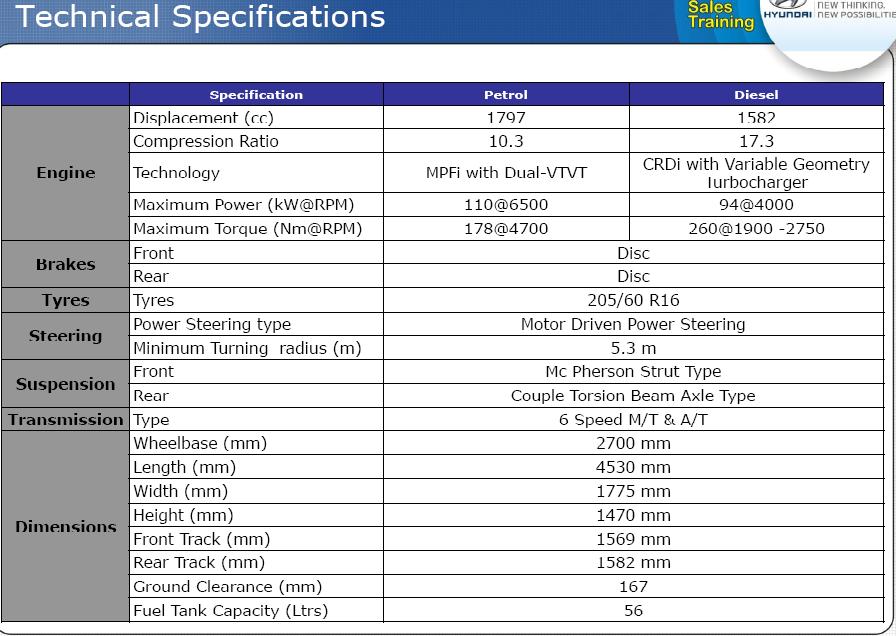 Technical Specifications
Sales
Training
HYUNDAI
NEW THINKING.
NEW POSSIBILITIE
Specification Petrol Diesel
Engine
Displacement (cc) 1797 1582
Compression Ratio 10.3 17.3
Technology MPFi with Dual-VTVT CRDi with Variable Geometry
Turbocharger
Maximum Power (kW@RPM) 110@6500 94@4000
Maximum Torque (Nm@RPM) 178@4700 260@1900 -2750
Brakes
Front Disc
Rear Disc
Tyres Tyres 205/60 R16
Steering
Power Steering type Motor Driven Power Steering
Minimum Turning radius (m) 5.3 m
Suspension
Front Mc Pherson Strut Type
Rear Couple Torsion Beam Axle Type
Transmission Type 6 Speed M/T & A/T
Dimensions
Wheelbase (mm) 2700 mm
Length (mm) 4530 mm
Width (mm) 1775 mm
Height (mm) 1470 mm
Front Track (mm) 1569 mm
Rear Track (mm) 1582 mm
Ground Clearance (mm) 167
Fuel Tank Capacity (Ltrs) 56